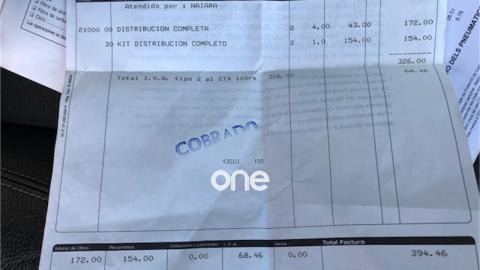 Filtro de
Atendido por : NAIARA
21000 00 DISTRIBUCION COMPLETA 2 4,00 43.00 172.00
30 KIT DISTRIBUCION COMPLETO 2 1,0 154.00 154.00
326.00
Total I.V.A. tipo 2 al 21% sobre 326.00 68.46
COBRADO
13503 100
one
Mano de Obra Recambios I.V.A. Varios Total Factura
172.00 154.00 0.00 68.46 0.00 394.46